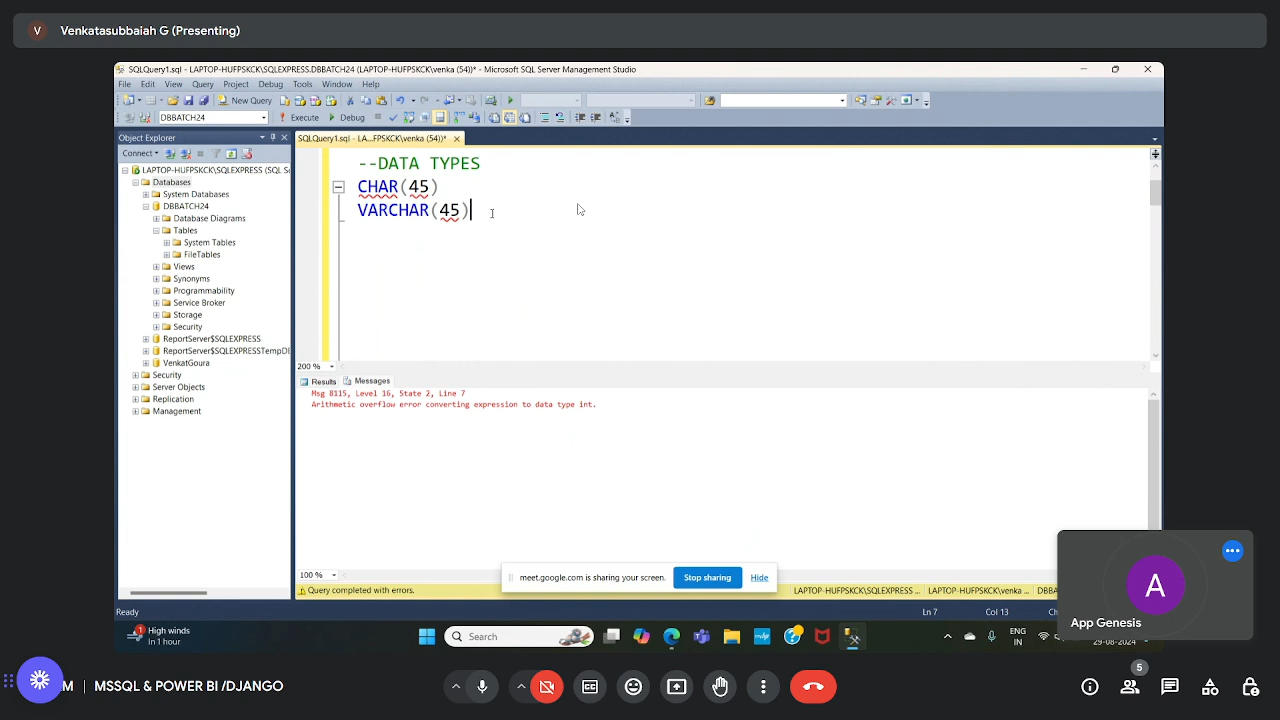 V Venkatasubbaiah G (Presenting)
SQLQuery1.sql - LAPTOP-HUFPSKCK\SQLEXPRESS.DBBATCH24 (LAPTOP-HUFPSKCK\venka (54))* - Microsoft SQL Server Management Studio
File Edit View Query Project Debug Tools Window Help
New Query
DBBATCH24 Execute Debug
Object Explorer
SQLQuery1.sql - LA...FPSKCK\venka (54))*
Connect
LAPTOP-HUFPSKCK\SQLEXPRESS (SQL Se
Databases
System Databases
DBBATCH24
Database Diagrams
Tables
System Tables
FileTables
Views
Synonyms
Programmability
Service Broker
Storage
Security
ReportServer$SQLEXPRESS
ReportServer$SQLEXPRESSTempDB
VenkatGoura
Security
Server Objects
Replication
Management
--DATA TYPES
CHAR(45)
VARCHAR(45)
200 %
Results Messages
Msg 8115, Level 16, State 2, Line 7
Arithmetic overflow error converting expression to data type int.
100 %
meet.google.com is sharing your screen. Stop sharing Hide
Query completed with errors. LAPTOP-HUFPSKCK\SQLEXPRESS ... LAPTOP-HUFPSKCK\venka ... DBBA
Ready Ln 7 Col 13 Ch
A
App Genesis
1 High winds
In 1 hour
Search
ENG
IN
29-08-2024
M | MSSQL & POWER BI /DJANGO
5